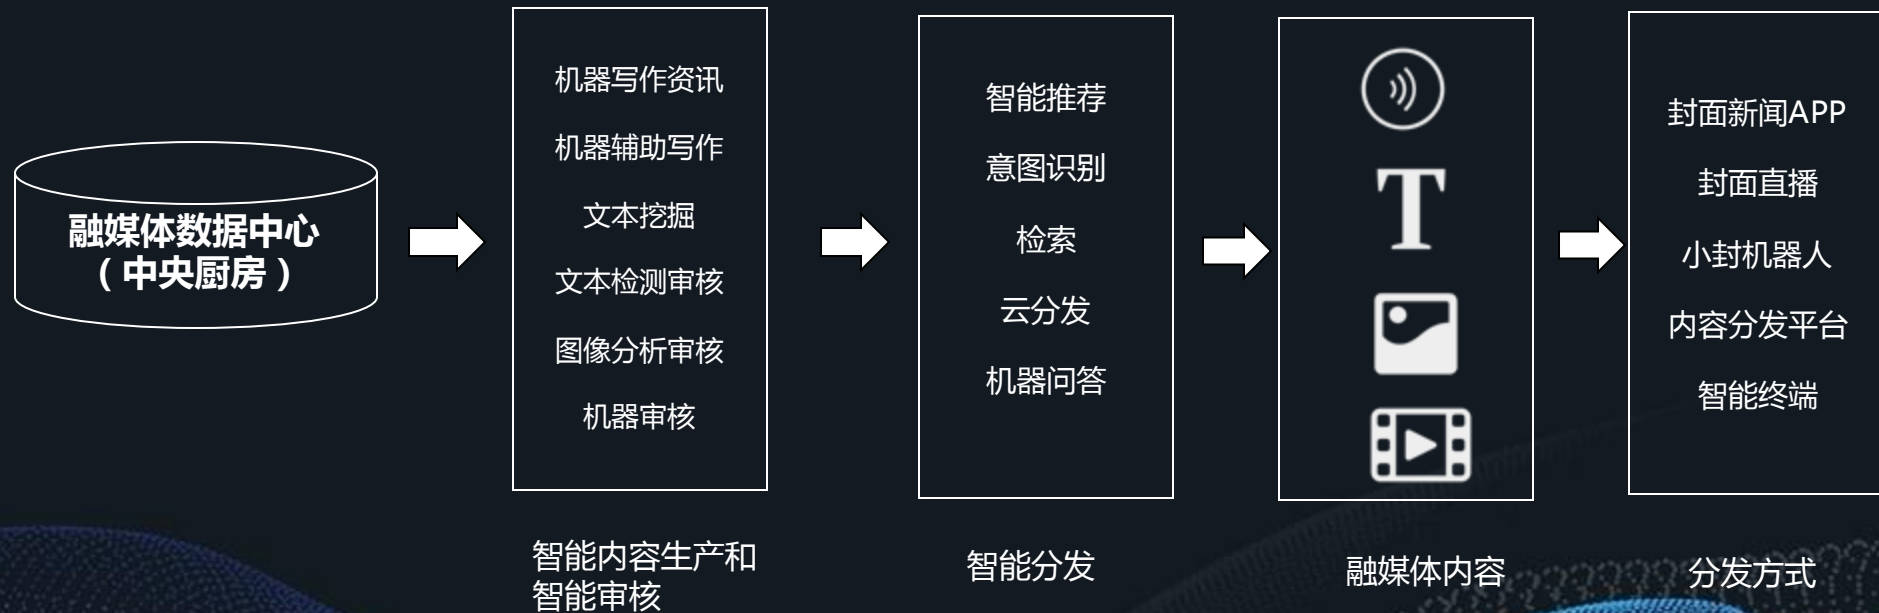 融媒体数据中心
（中央厨房）
机器写作资讯
机器辅助写作
文本挖掘
文本检测审核
图像分析审核
机器审核
智能内容生产和
智能审核
智能推荐
意图识别
检索
云分发
机器问答
智能分发
T
融媒体内容
封面新闻APP
封面直播
小封机器人
内容分发平台
智能终端
分发方式